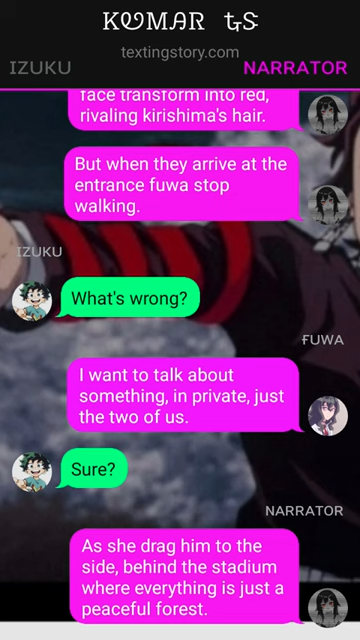 KᏬMAR ᎿᎦ
textingstory.com
IZUKU
NARRATOR
face transform into red,
rivaling kirishima's hair.
But when they arrive at the
entrance fuwa stop
walking.
IZUKU
What's wrong?
FUWA
I want to talk about
something, in private, just
the two of us.
Sure?
NARRATOR
As she drag him to the
side, behind the stadium
where everything is just a
peaceful forest.